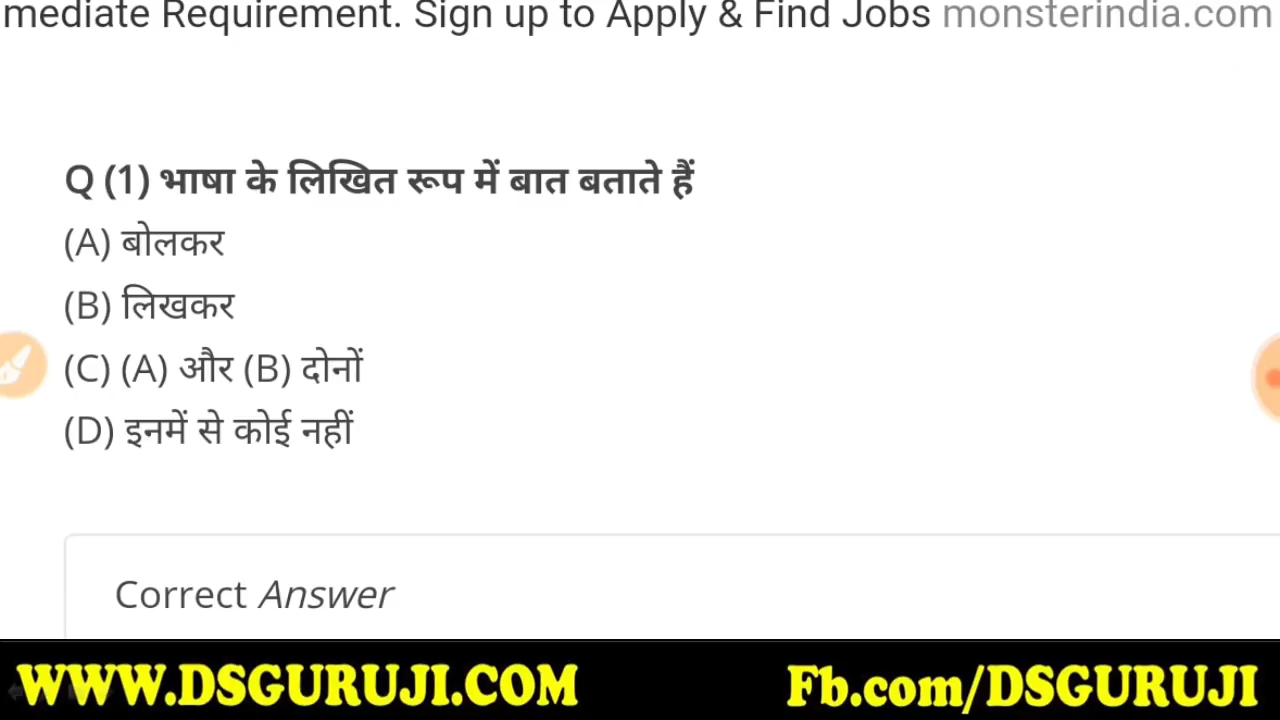 mediate Requirement. Sign up to Apply & Find Jobs monsterindia.com
Q (1) भाषा के लिखित रूप में बात बताते हैं
(A) बोलकर
(B) लिखकर
(C) (A) और (B) दोनों
(D) इनमें से कोई नहीं
Correct Answer
WWW.DSGURUJI.COM Fb.com/DSGURUJI